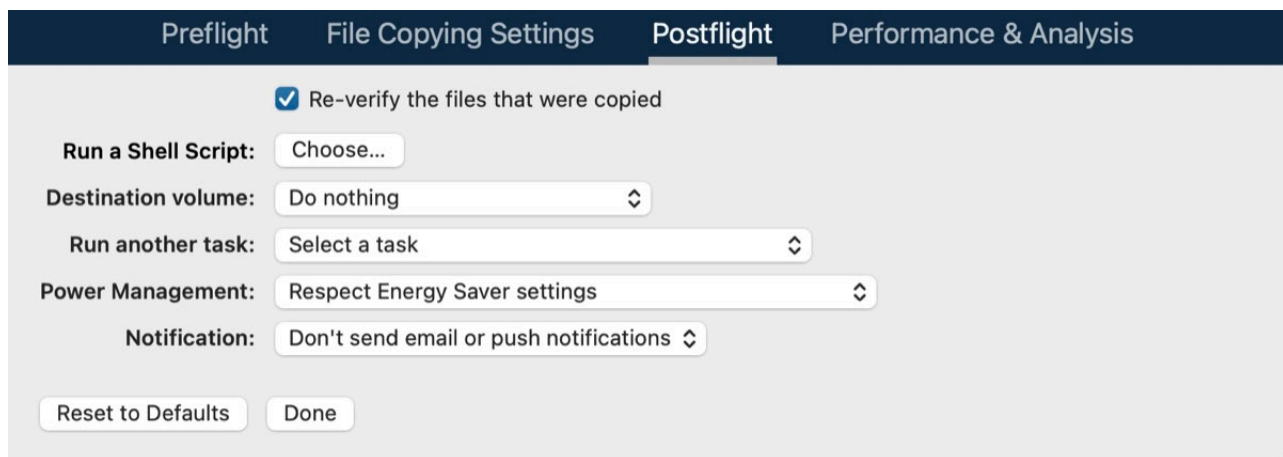 Preflight File Copying Settings Postflight Performance & Analysis
Re-verify the files that were copied
Run a Shell Script: Choose...
Destination volume: Do nothing
Run another task: Select a task
Power Management: Respect Energy Saver settings
Notification: Don't send email or push notifications
Reset to Defaults Done